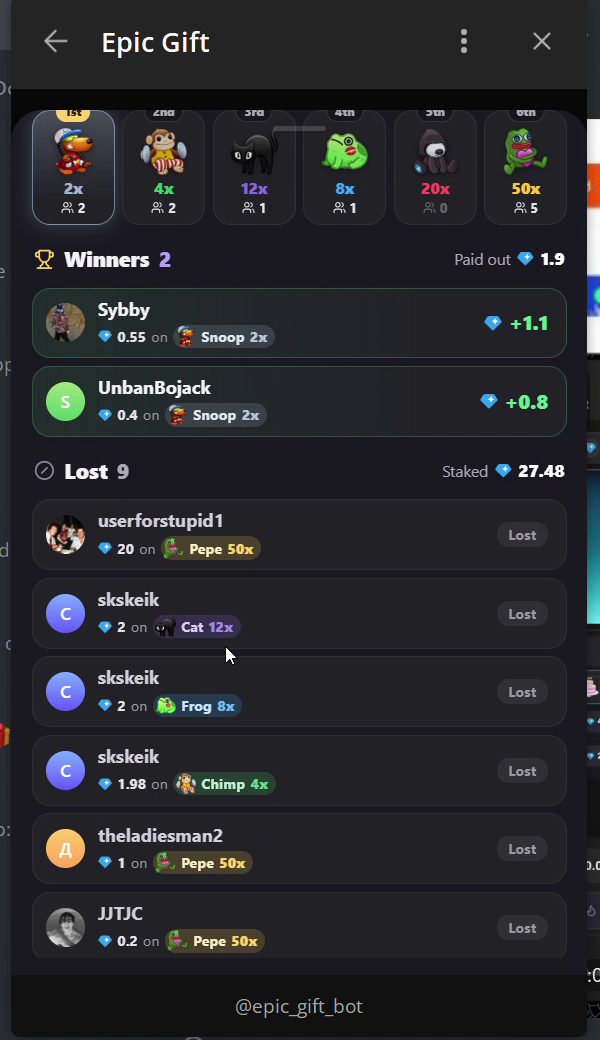 Epic Gift
1st 2nd 3rd 4th 5th 6th
2x 4x 12x 8x 20x 50x
2 2 1 1 0 5
Winners 2 Paid out 1.9
Sybby
0.55 on Snoop 2x +1.1
S
UnbanBojack
0.4 on Snoop 2x +0.8
Lost 9 Staked 27.48
userforstupid1
20 on Pepe 50x Lost
C
skskeik
2 on Cat 12x Lost
C
skskeik
2 on Frog 8x Lost
C
skskeik
1.98 on Chimp 4x Lost
Д
theladiesman2
1 on Pepe 50x Lost
JJTJC
0.2 on Pepe 50x Lost
@epic_gift_bot